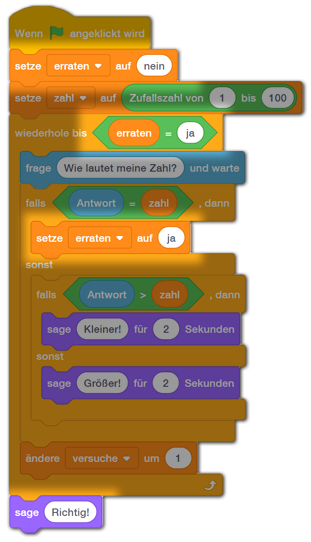 Wenn angeklickt wird
setze erraten auf nein
setze zahl auf Zufallszahl von 1 bis 100
wiederhole bis erraten = ja
frage Wie lautet meine Zahl? und warte
falls Antwort = zahl , dann
setze erraten auf ja
sonst
falls Antwort > zahl , dann
sage Kleiner! für 2 Sekunden
sonst
sage Größer! für 2 Sekunden
ändere versuche um 1
sage Richtig!